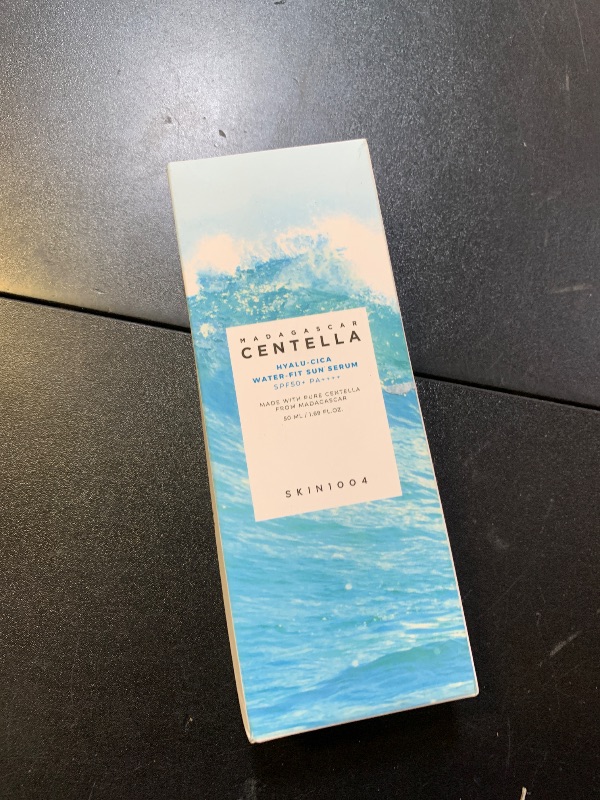 MADAGASCAR
CENTELLA
HYALU-CICA
WATER-FIT SUN SERUM
SPF50+ PA++++
MADE WITH PURE CENTELLA
FROM MADAGASCAR
50 ML / 1.69 FL.OZ.
SKIN1004